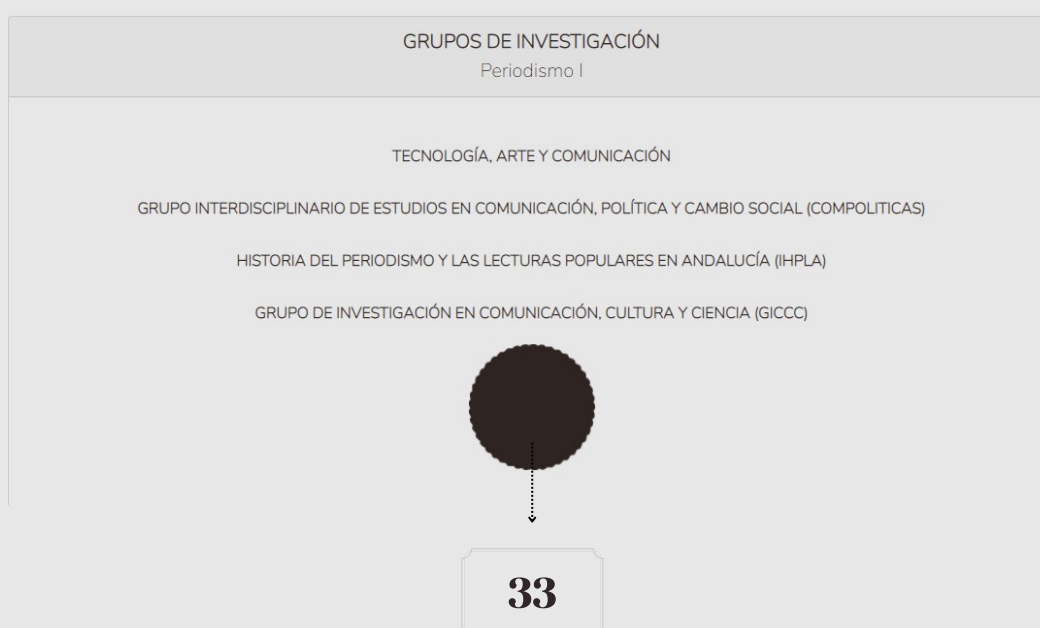 GRUPOS DE INVESTIGACIÓN
Periodismo I
TECNOLOGÍA, ARTE Y COMUNICACIÓN
GRUPO INTERDISCIPLINARIO DE ESTUDIOS EN COMUNICACIÓN, POLÍTICA Y CAMBIO SOCIAL (COMPOLITICAS)
HISTORIA DEL PERIODISMO Y LAS LECTURAS POPULARES EN ANDALUCÍA (IHPLA)
GRUPO DE INVESTIGACIÓN EN COMUNICACIÓN, CULTURA Y CIENCIA (GICCC)
33